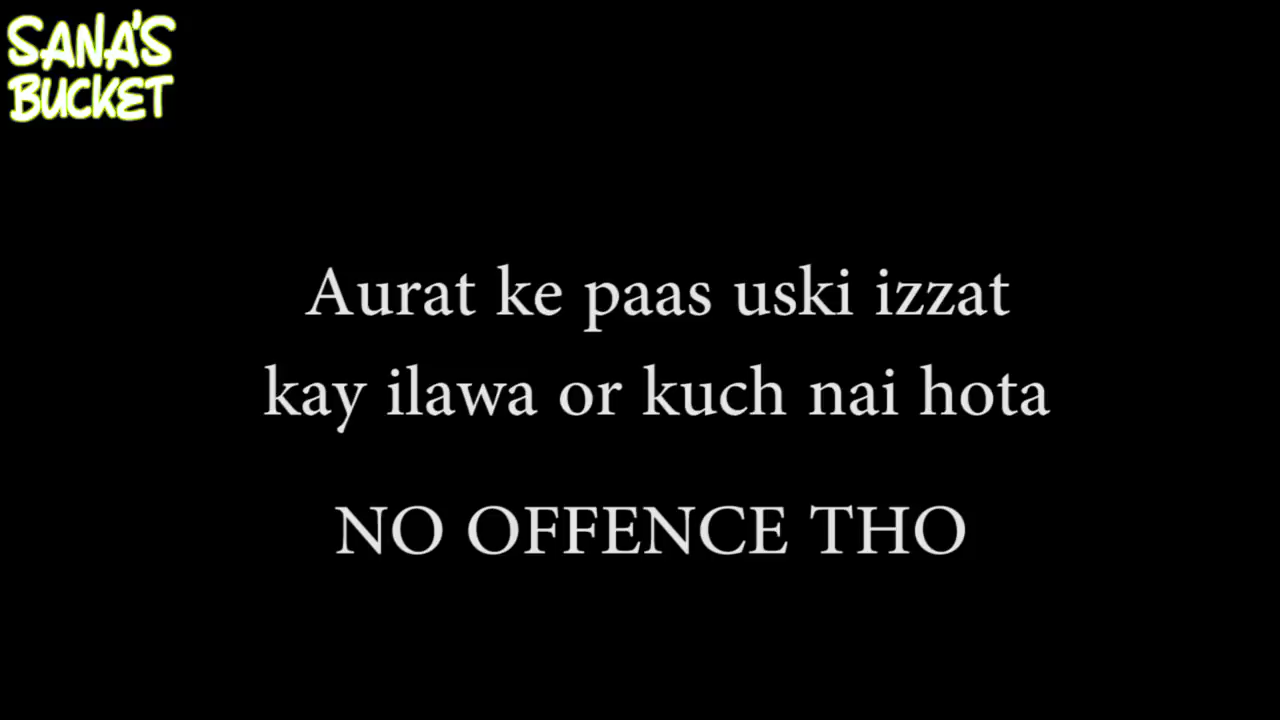 SANA'S
BUCKET
Aurat ke paas uski izzat
kay ilawa or kuch nai hota
NO OFFENCE THO